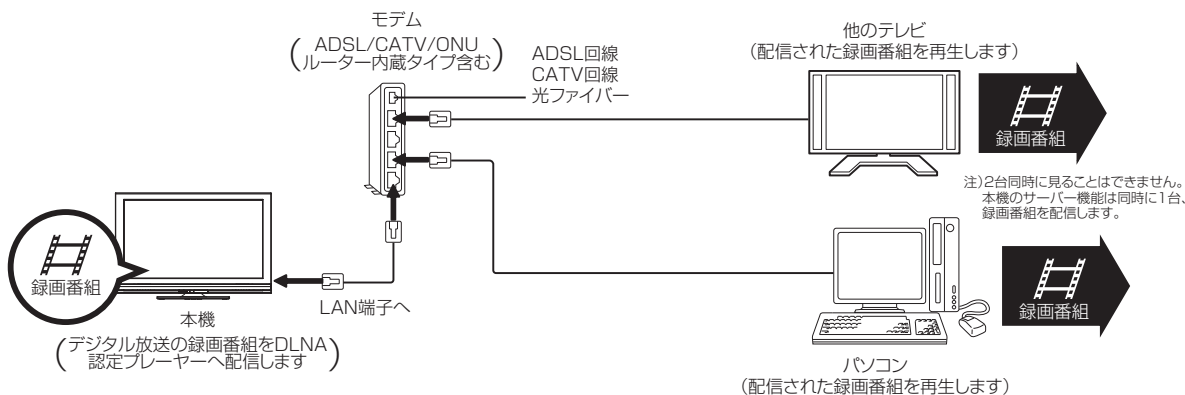 モデム
ADSL/CATV/ONU
ルーター内蔵タイプ含む
ADSL回線
CATV回線
光ファイバー
他のテレビ
(配信された録画番組を再生します)
録画番組
注)2台同時に見ることはできません。
本機のサーバー機能は同時に1台、
録画番組を配信します。
録画番組
LAN端子へ
本機
(デジタル放送の録画番組をDLNA
認定プレーヤーへ配信します)
録画番組
パソコン
(配信された録画番組を再生します)